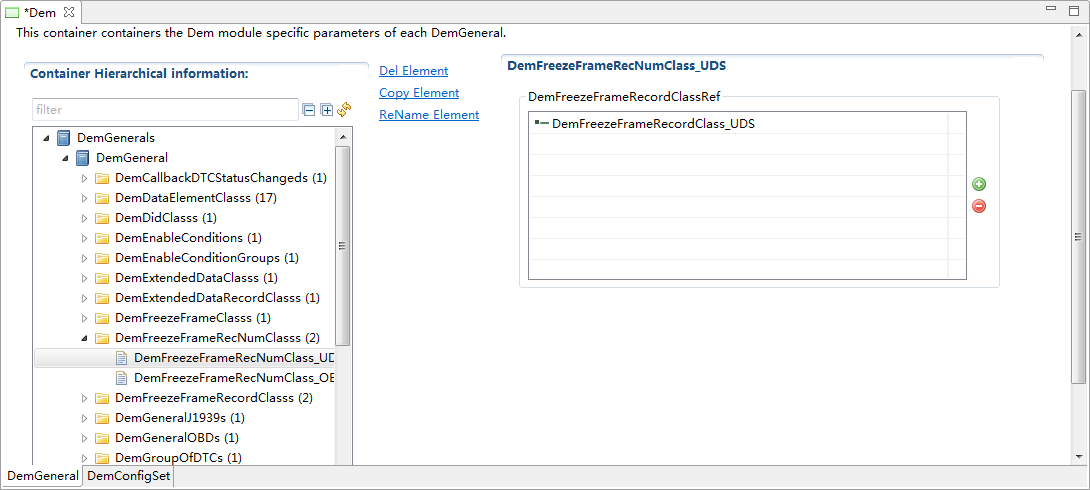 *Dem
This container containers the Dem module specific parameters of each DemGeneral.
Container Hierarchical information:
filter
DemGenerals
DemGeneral
DemCallbackDTCStatusChangeds (1)
DemDataElementClasss (17)
DemDidClasss (1)
DemEnableConditions (1)
DemEnableConditionGroups (1)
DemExtendedDataClasss (1)
DemExtendedDataRecordClasss (1)
DemFreezeFrameClasss (1)
DemFreezeFrameRecNumClasss (2)
DemFreezeFrameRecNumClass_UD
DemFreezeFrameRecNumClass_OB
DemFreezeFrameRecordClasss (2)
DemGeneralJ1939s (1)
DemGeneralOBDs (1)
DemGroupOfDTCs (1)
Del Element
Copy Element
ReName Element
DemFreezeFrameRecNumClass_UDS
DemFreezeFrameRecordClassRef
DemFreezeFrameRecordClass_UDS
DemGeneral
DemConfigSet